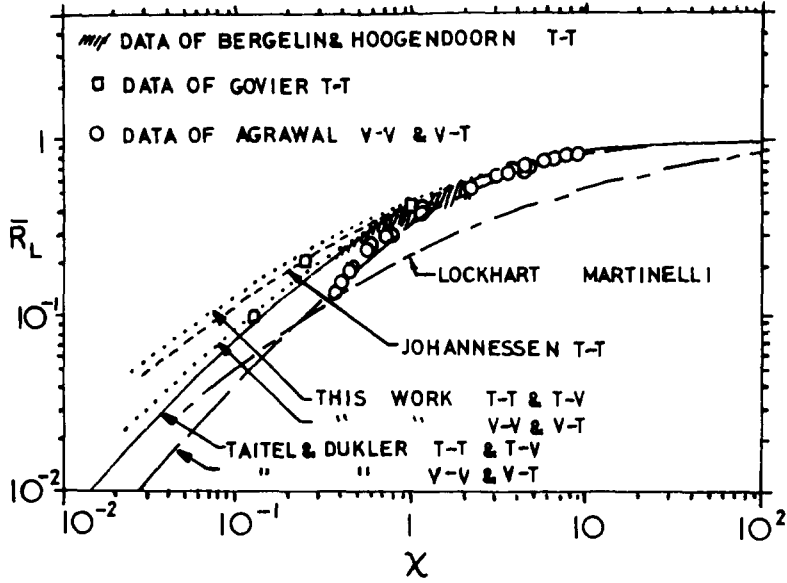 DATA OF BERGELIN & HOOGENDOORN T-T
DATA OF GOVIER T-T
DATA OF AGRAWAL V-V & V-T
1
R̄L
LOCKHART MARTINELLI
10⁻¹
JOHANNESSEN T-T
THIS WORK T-T & T-V
" " V-V & V-T
TAITEL & DUKLER T-T & T-V
" " V-V & V-T
10⁻²
10⁻² 10⁻¹ 1 10 10²
χ